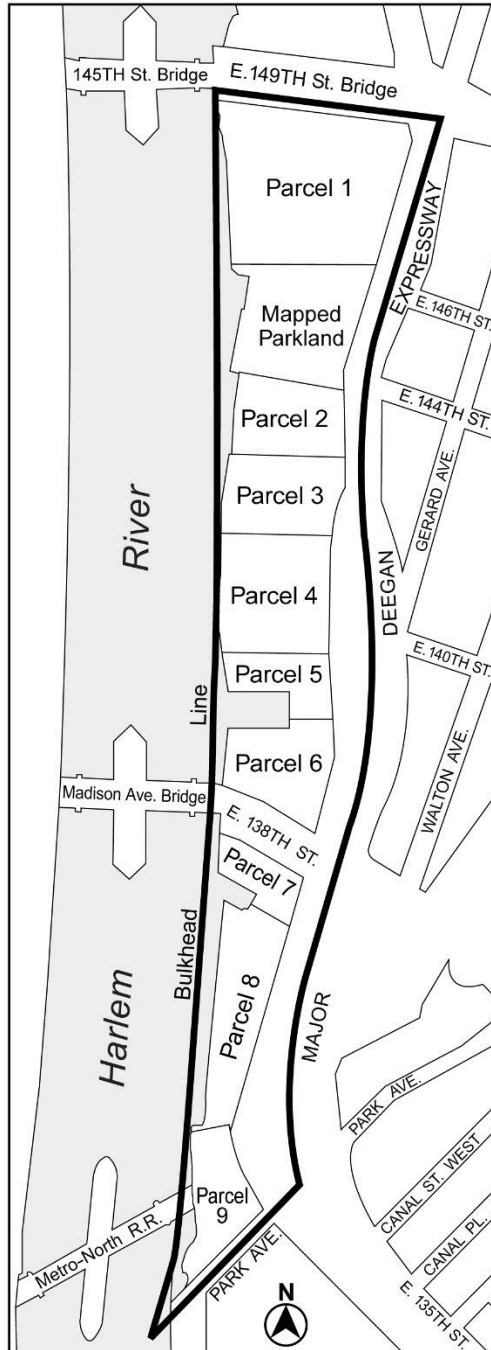 145TH St. Bridge
E.149TH St. Bridge
Parcel 1
EXPRESSWAY
E. 146TH ST.
Mapped
Parkland
E. 144TH ST.
Parcel 2
GERARD AVE.
Parcel 3
River
DEEGAN
Parcel 4
E. 140TH ST.
Parcel 5
Line
WALTON AVE.
Parcel 6
Madison Ave. Bridge
E. 138TH ST.
Parcel 7
Bulkhead
Harlem
Parcel 8
MAJOR
PARK AVE.
CANAL ST. WEST
Parcel
9
CANAL PL.
Metro-North R.R.
PARK AVE.
E. 135TH ST.
N